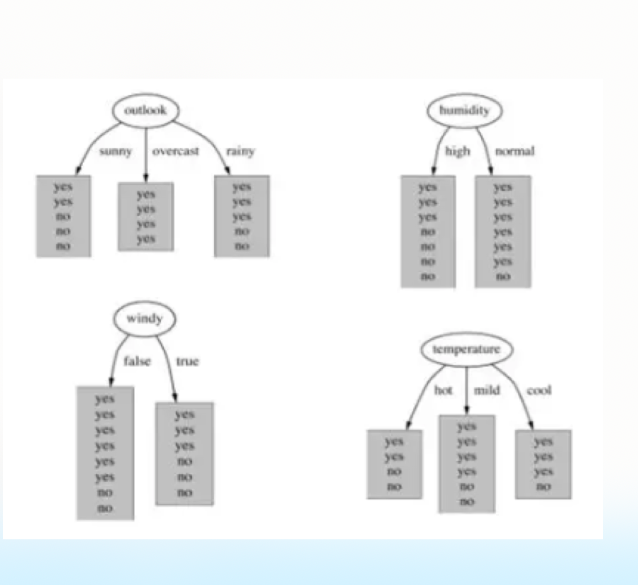 outlook
sunny overcast rainy
yes
yes
no
no
no
yes
yes
yes
yes
yes
yes
yes
no
no
humidity
high normal
yes
yes
yes
no
no
no
no
yes
yes
yes
yes
yes
yes
no
windy
false true
yes
yes
yes
yes
yes
yes
no
no
yes
yes
yes
no
no
no
temperature
hot mild cool
yes
yes
no
no
yes
yes
yes
yes
no
no
yes
yes
yes
no